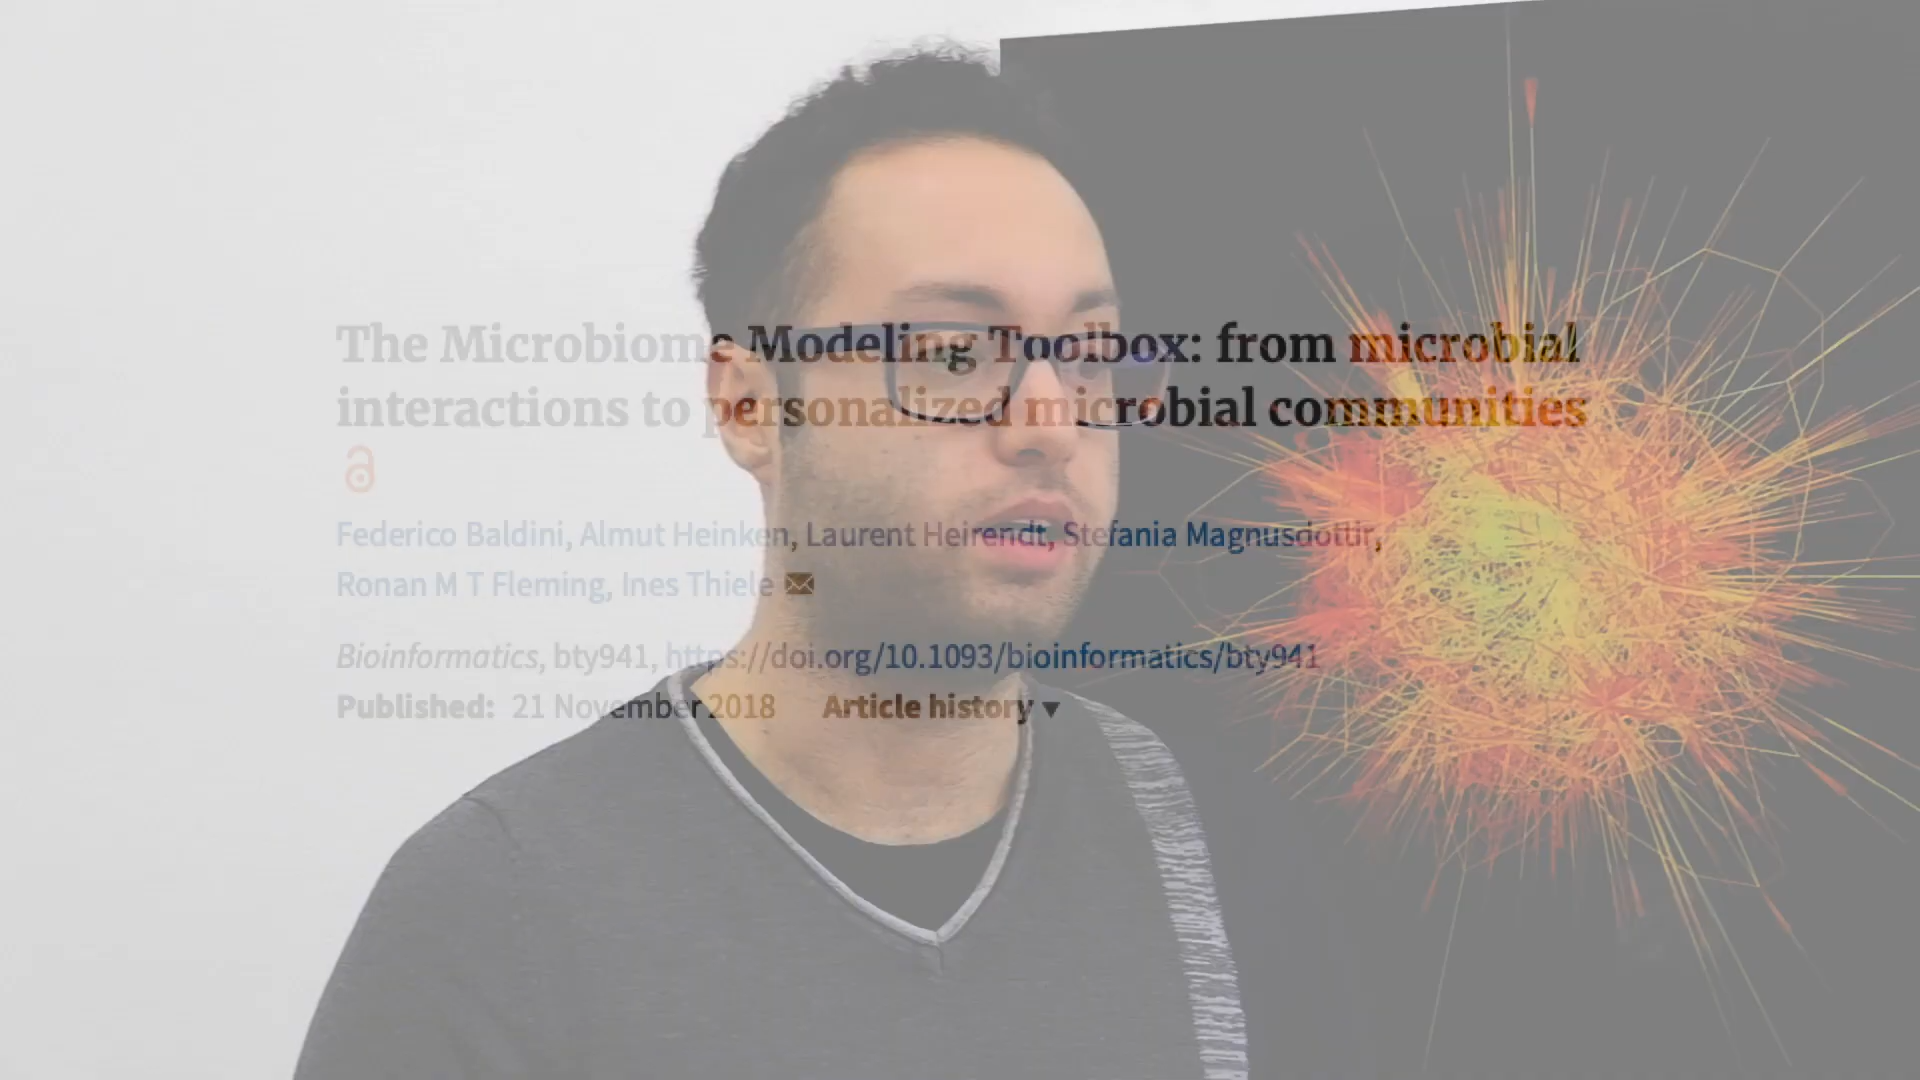 The Microbiome Modeling Toolbox: from microbial
interactions to personalized microbial communities
Federico Baldini, Almut Heinken, Laurent Heirendt, Stefania Magnusdottir,
Ronan M T Fleming, Ines Thiele
Bioinformatics, bty941, https://doi.org/10.1093/bioinformatics/bty941
Published: 21 November 2018 Article history ▾